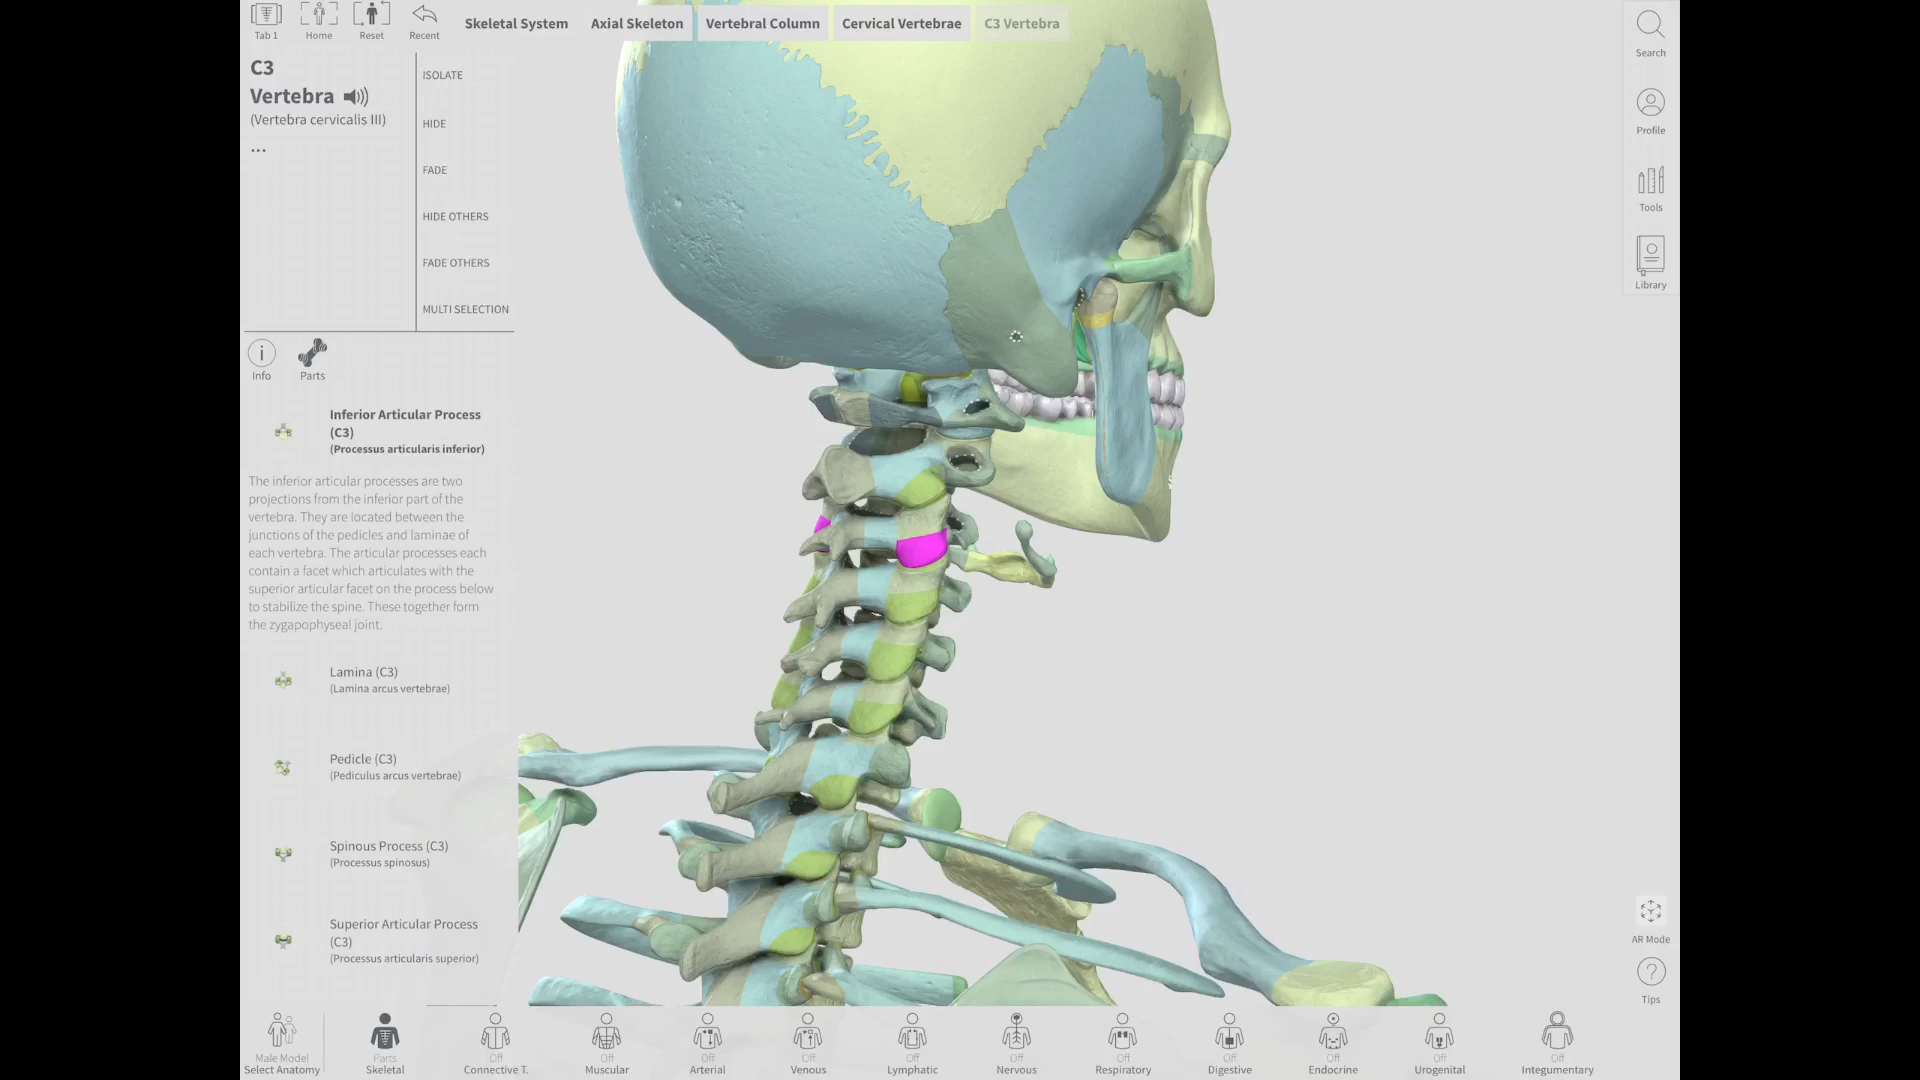 Tab 1
Home
Reset
Recent
Skeletal System
Axial Skeleton
Vertebral Column
Cervical Vertebrae
C3 Vertebra
Search
Profile
Tools
Library
C3
Vertebra
(Vertebra cervicalis III)
...
ISOLATE
HIDE
FADE
HIDE OTHERS
FADE OTHERS
MULTI SELECTION
Info
Parts
Inferior Articular Process
(C3)
(Processus articularis inferior)
The inferior articular processes are two
projections from the inferior part of the
vertebra. They are located between the
junctions of the pedicles and laminae of
each vertebra. The articular processes each
contain a facet which articulates with the
superior articular facet on the process below
to stabilize the spine. These together form
the zygapophyseal joint.
Lamina (C3)
(Lamina arcus vertebrae)
Pedicle (C3)
(Pediculus arcus vertebrae)
Spinous Process (C3)
(Processus spinosus)
Superior Articular Process
(C3)
(Processus articularis superior)
AR Mode
?
Tips
Male Model
Select Anatomy
Parts
Skeletal
Off
Connective T.
Off
Muscular
Off
Arterial
Off
Venous
Off
Lymphatic
Off
Nervous
Off
Respiratory
Off
Digestive
Off
Endocrine
Off
Urogenital
Off
Integumentary